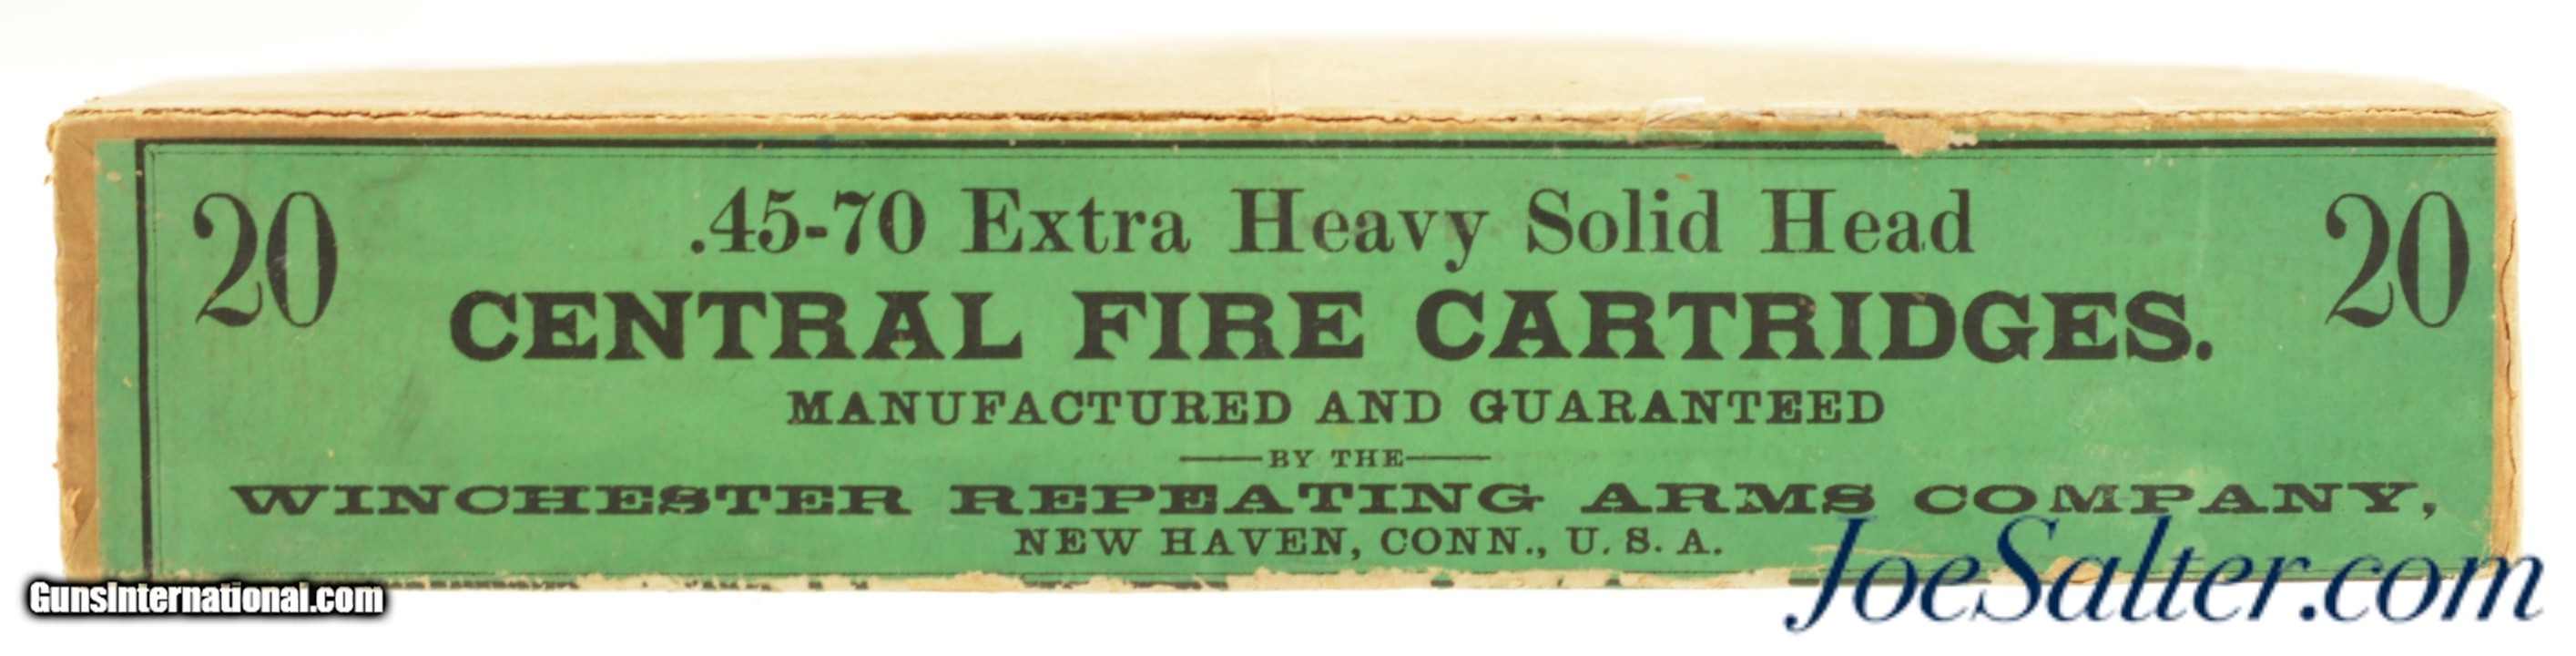 20 .45-70 Extra Heavy Solid Head 20
CENTRAL FIRE CARTRIDGES.
MANUFACTURED AND GUARANTEED
BY THE
WINCHESTER REPEATING ARMS COMPANY,
NEW HAVEN, CONN., U. S. A.
GunsInternational.com
JoeSalter.com